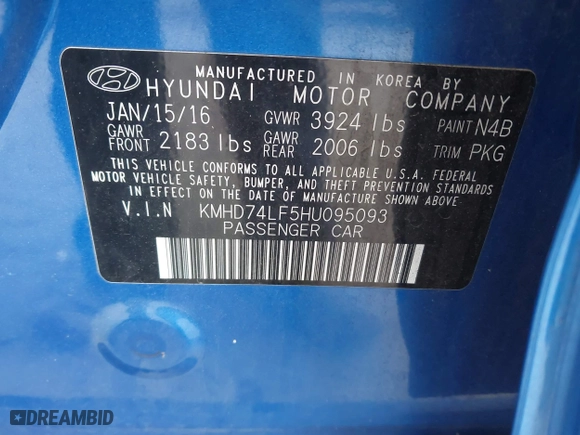 MANUFACTURED IN KOREA BY
HYUNDAI MOTOR COMPANY
JAN/15/16 GVWR 3924 lbs PAINT N4B
GAWR FRONT 2183 lbs GAWR REAR 2006 lbs TRIM PKG
THIS VEHICLE CONFORMS TO ALL APPLICABLE U.S.A. FEDERAL
MOTOR VEHICLE SAFETY, BUMPER, AND THEFT PREVENTION STANDARDS
IN EFFECT ON THE DATE OF MANUFACTURE SHOWN ABOVE.
V.I.N KMHD74LF5HU095093
PASSENGER CAR
DREAMBID